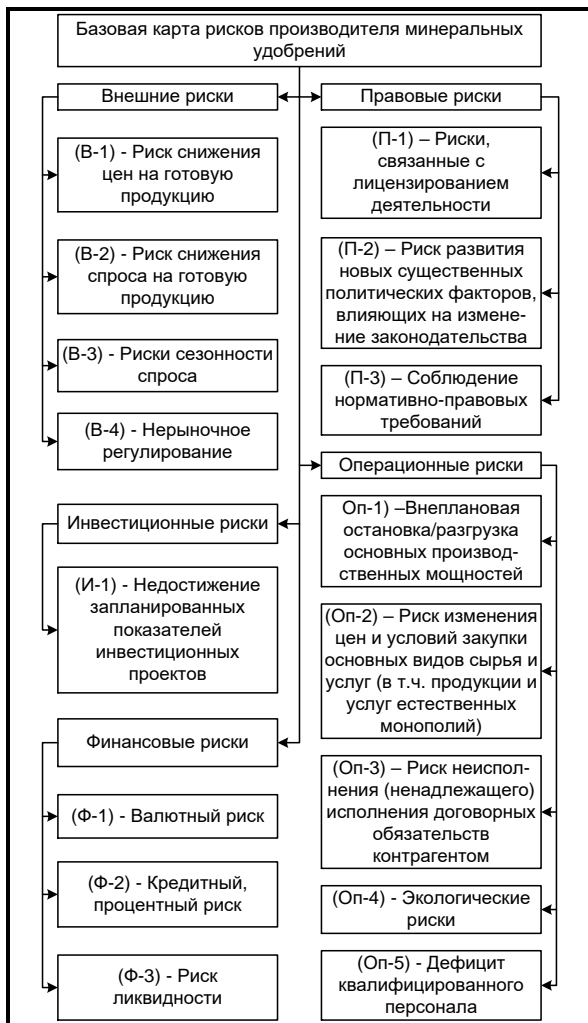 Базовая карта рисков производителя минеральных
удобрений
Внешние риски
(В-1) - Риск снижения
цен на готовую
продукцию
(В-2) - Риск снижения
спроса на готовую
продукцию
(В-3) – Риски сезонности
спроса
(В-4) - Нерыночное
регулирование
Инвестиционные риски
(И-1) - Недостижение
запланированных
показателей
инвестиционных
проектов
Финансовые риски
(Ф-1) - Валютный риск
(Ф-2) - Кредитный,
процентный риск
(Ф-3) - Риск
ликвидности
Правовые риски
(П-1) – Риски,
связанные с
лицензированием
деятельности
(П-2) – Риск развития
новых существенных
политических факторов,
влияющих на измене-
ние законодательства
(П-3) – Соблюдение
нормативно-правовых
требований
Операционные риски
Оп-1) –Внеплановая
остановка/разгрузка
основных производ-
ственных мощностей
(Оп-2) – Риск изменения
цен и условий закупки
основных видов сырья и
услуг (в т.ч. продукции и
услуг естественных
монополий)
(Оп-3) – Риск неиспол-
нения (ненадлежащего)
исполнения договорных
обязательств
контрагентом
(Оп-4) - Экологические
риски
(Оп-5) - Дефицит
квалифицированного
персонала